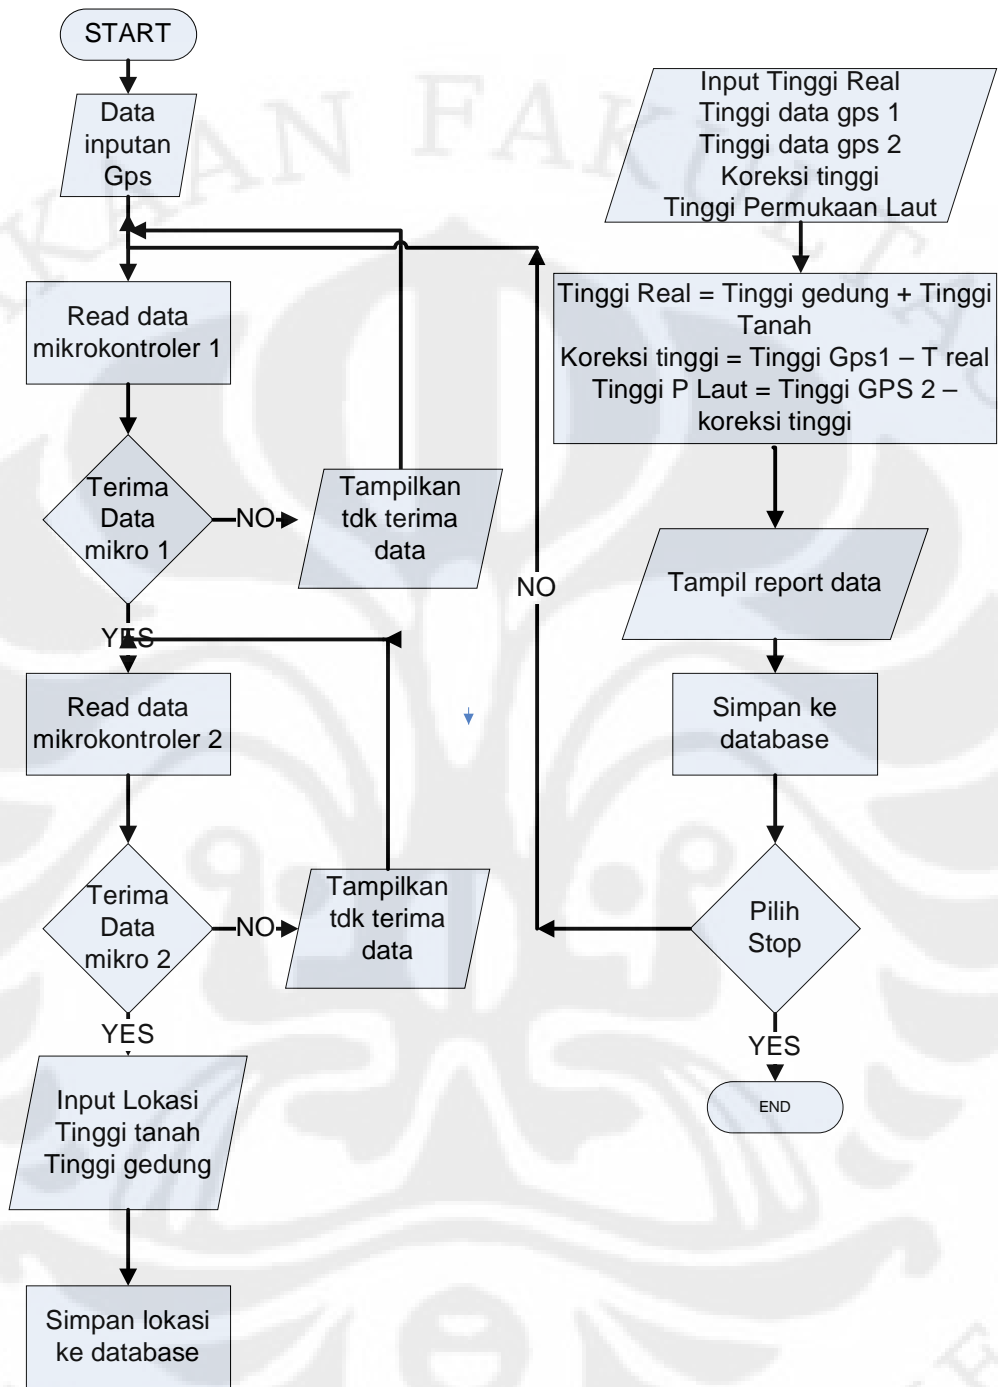 START
Data
inputan
Gps
Read data
mikrokontroler 1
Terima
Data
mikro 1
NO
Tampilkan
tdk terima
data
YES
Read data
mikrokontroler 2
Terima
Data
mikro 2
NO
Tampilkan
tdk terima
data
YES
Input Lokasi
Tinggi tanah
Tinggi gedung
Simpan lokasi
ke database
Input Tinggi Real
Tinggi data gps 1
Tinggi data gps 2
Koreksi tinggi
Tinggi Permukaan Laut
Tinggi Real = Tinggi gedung + Tinggi
Tanah
Koreksi tinggi = Tinggi Gps1 – T real
Tinggi P Laut = Tinggi GPS 2 –
koreksi tinggi
Tampil report data
Simpan ke
database
Pilih
Stop
NO
YES
END